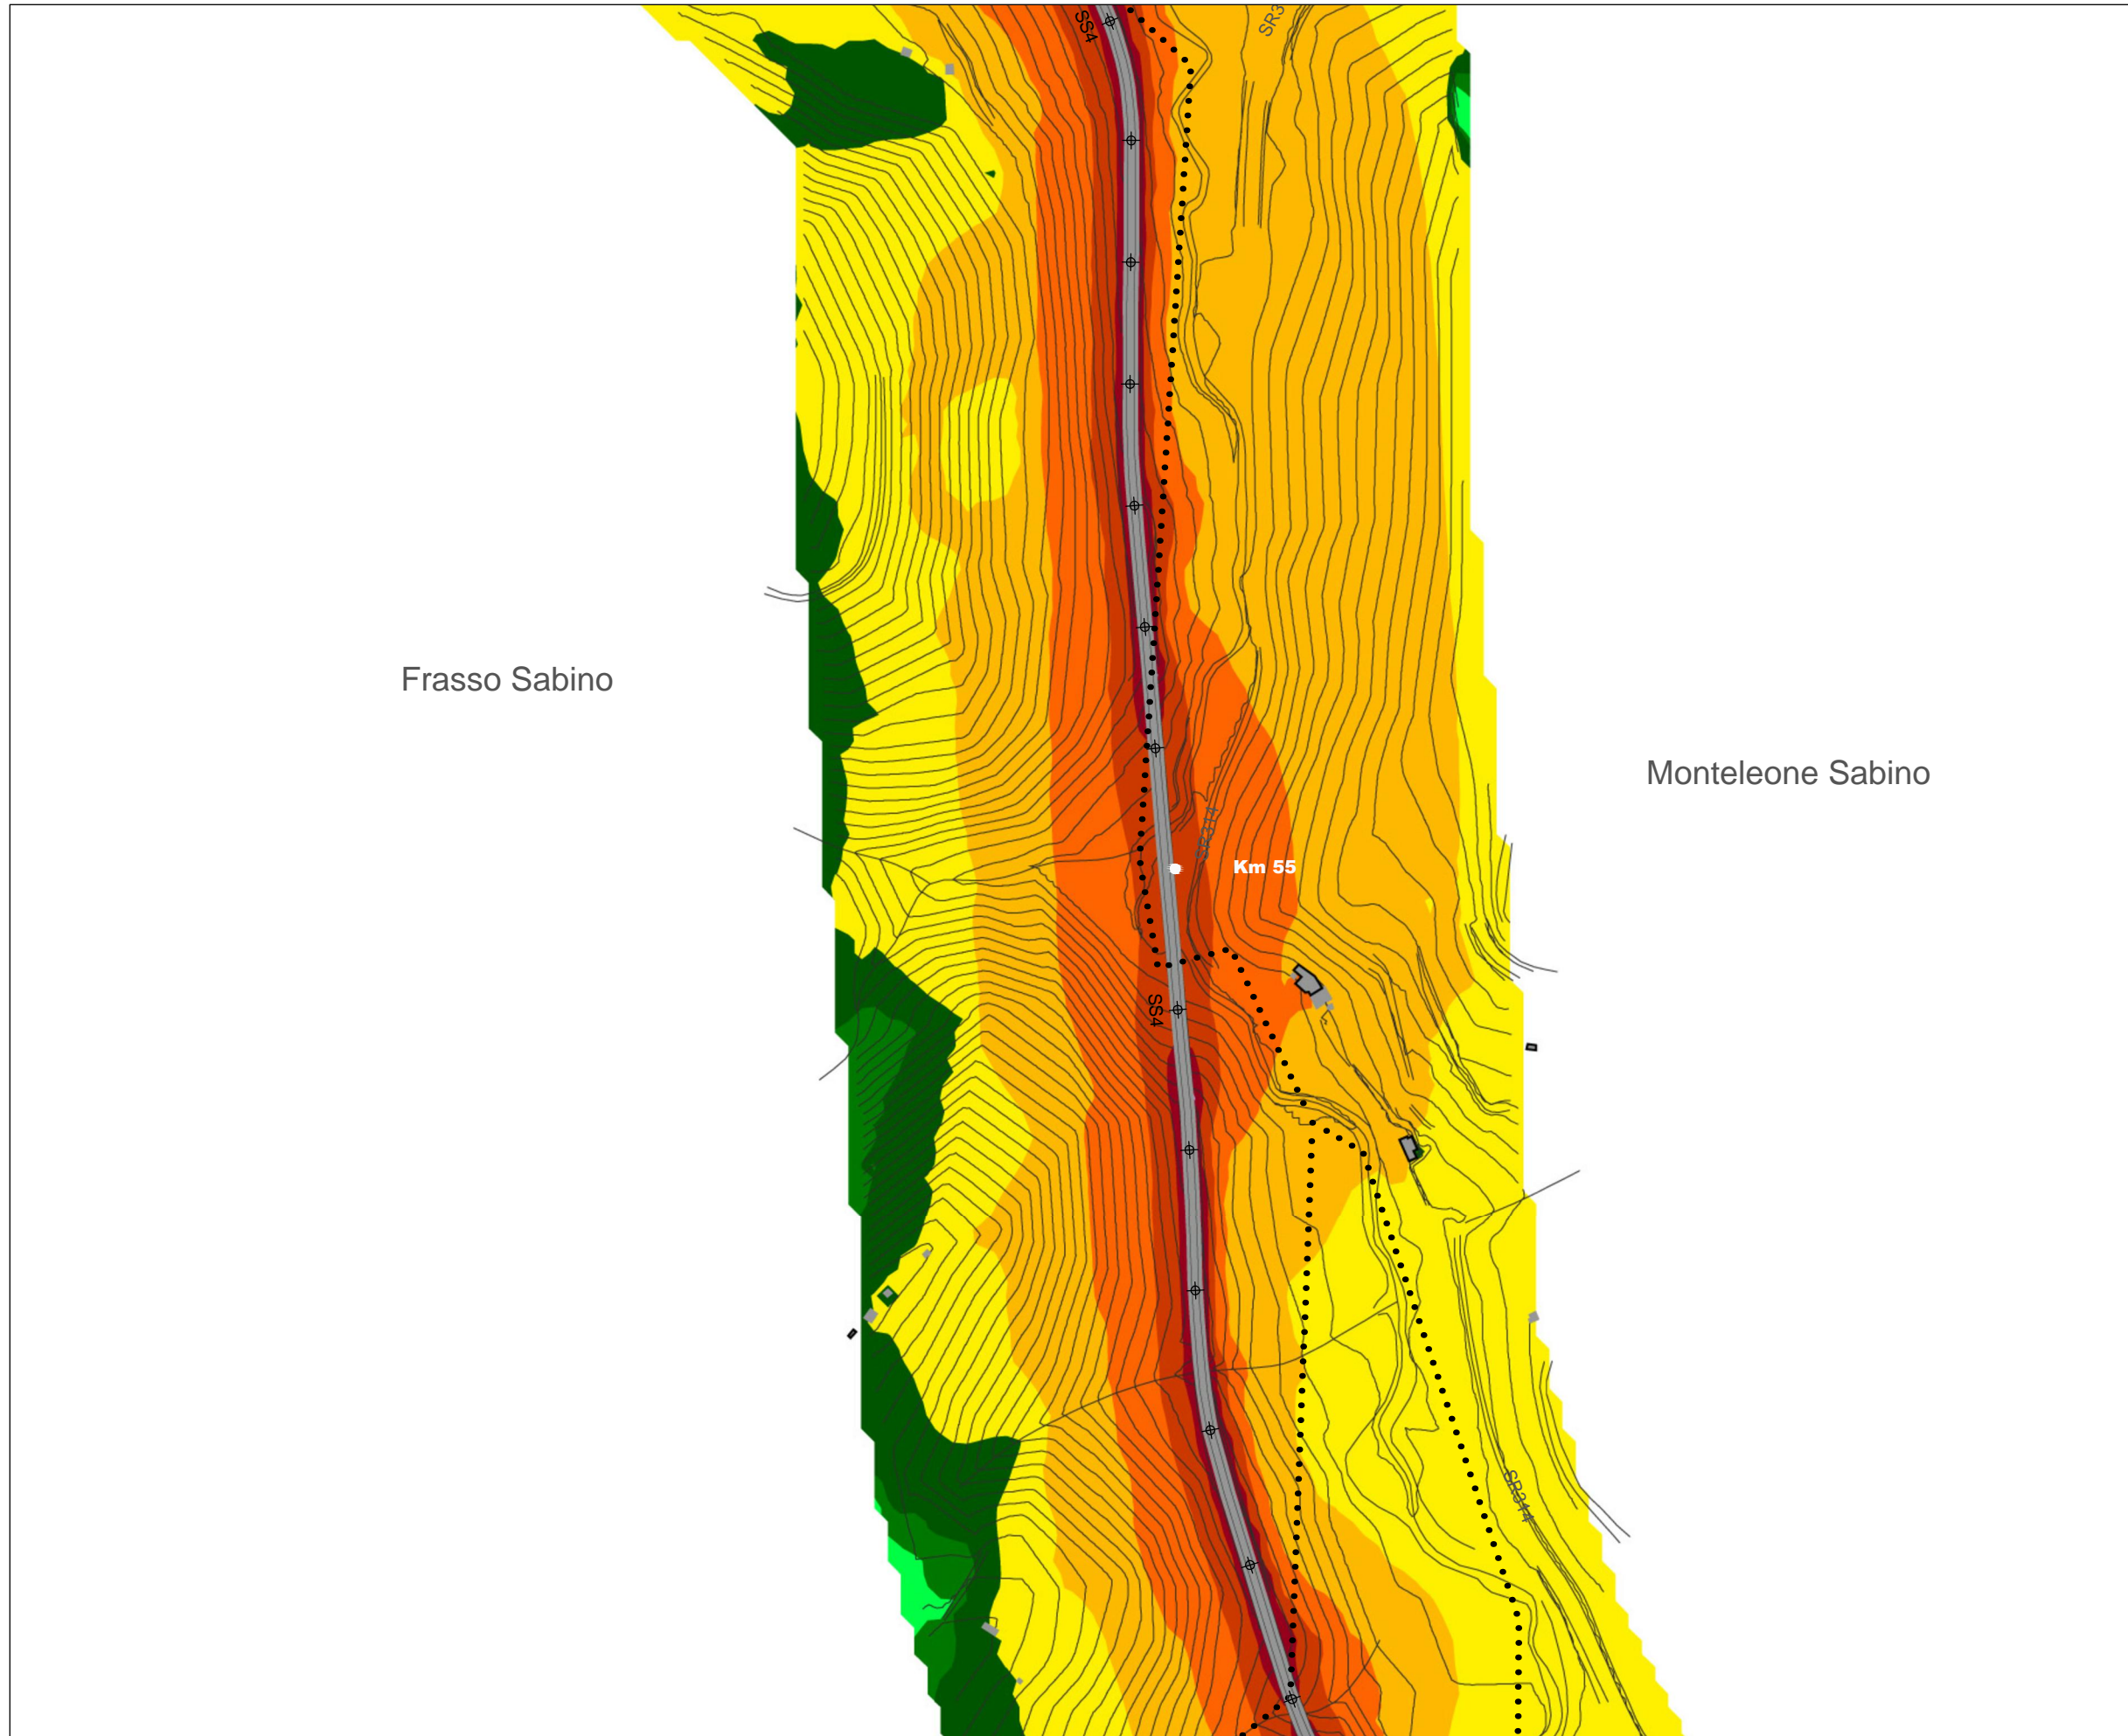 SS4
SR3
Frasso Sabino
Monteleone Sabino
SR314
Km 55
SS4
SR314